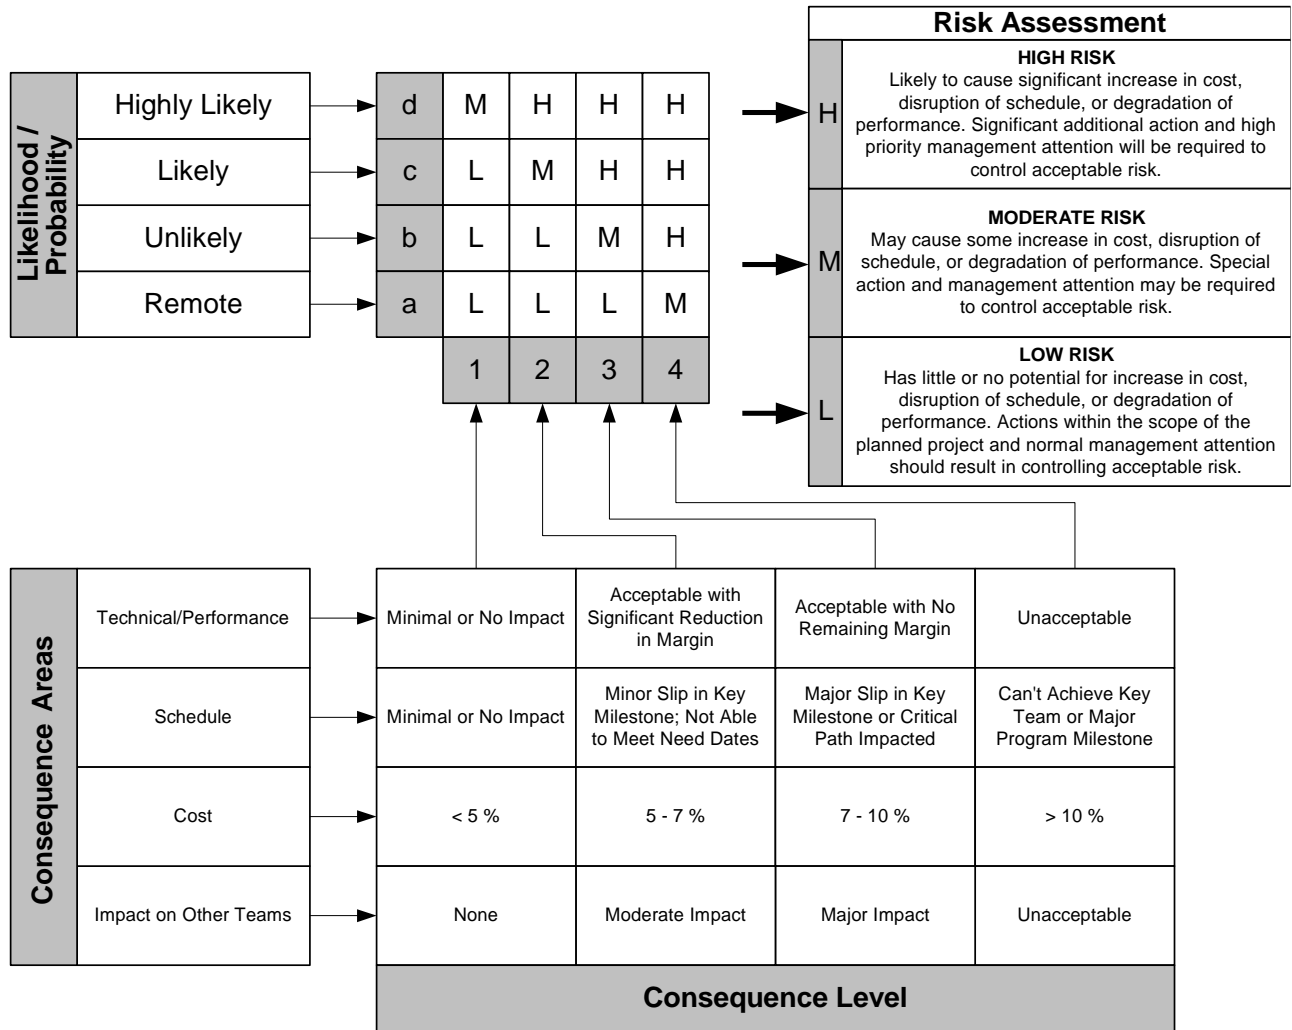 Risk Assessment
H
HIGH RISK
Likely to cause significant increase in cost,
disruption of schedule, or degradation of
performance. Significant additional action and high
priority management attention will be required to
control acceptable risk.
M
MODERATE RISK
May cause some increase in cost, disruption of
schedule, or degradation of performance. Special
action and management attention may be required
to control acceptable risk.
L
LOW RISK
Has little or no potential for increase in cost,
disruption of schedule, or degradation of
performance. Actions within the scope of the
planned project and normal management attention
should result in controlling acceptable risk.
Likelihood /
Probability
Highly Likely d M H H H
Likely c L M H H
Unlikely b L L M H
Remote a L L L M
1 2 3 4
Consequence Areas
Technical/Performance
Minimal or No Impact
Acceptable with
Significant Reduction
in Margin
Acceptable with No
Remaining Margin
Unacceptable
Schedule
Minimal or No Impact
Minor Slip in Key
Milestone; Not Able
to Meet Need Dates
Major Slip in Key
Milestone or Critical
Path Impacted
Can't Achieve Key
Team or Major
Program Milestone
Cost
< 5 %
5 - 7 %
7 - 10 %
> 10 %
Impact on Other Teams
None
Moderate Impact
Major Impact
Unacceptable
Consequence Level